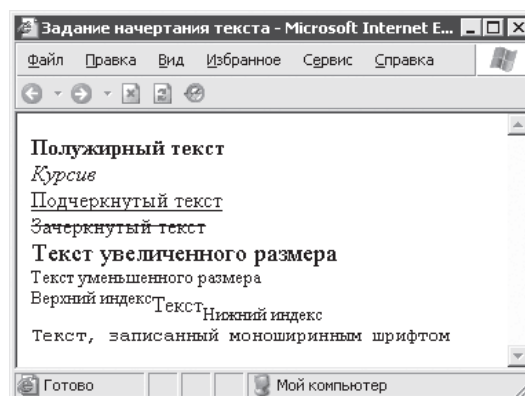 Задание начертания текста - Microsoft Internet E...
Файл Правка Вид Избранное Сервис Справка
Полужирный текст
Курсив
Подчеркнутый текст
Зачеркнутый текст
Текст увеличенного размера
Текст уменьшенного размера
Верхний индексТекстНижний индекс
Текст, записанный моноширинным шрифтом
Готово Мой компьютер